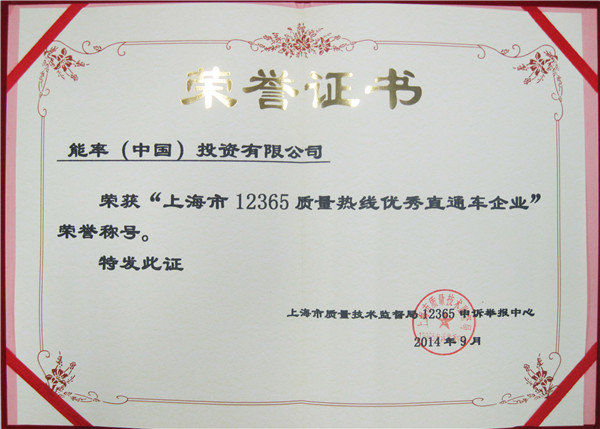 荣誉证书
能率（中国）投资有限公司
荣获“上海市12365质量热线优秀直通车企业”
荣誉称号。
特发此证
上海市质量技术监督局12365申诉举报中心
2014年9月